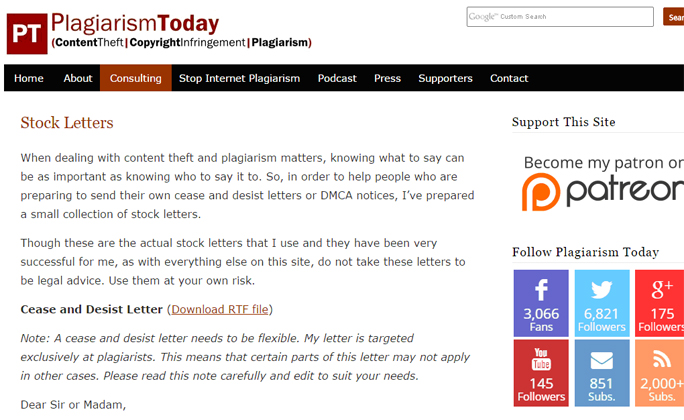 PT PlagiarismToday
(ContentTheft|CopyrightInfringement|Plagiarism)
Google™ Custom Search
Sear
Home About Consulting Stop Internet Plagiarism Podcast Press Supporters Contact
Stock Letters
When dealing with content theft and plagiarism matters, knowing what to say can
be as important as knowing who to say it to. So, in order to help people who are
preparing to send their own cease and desist letters or DMCA notices, I've prepared
a small collection of stock letters.
Though these are the actual stock letters that I use and they have been very
successful for me, as with everything else on this site, do not take these letters to
be legal advice. Use them at your own risk.
Cease and Desist Letter (Download RTF file)
Note: A cease and desist letter needs to be flexible. My letter is targeted
exclusively at plagiarists. This means that certain parts of this letter may not apply
in other cases. Please read this note carefully and edit to suit your needs.
Dear Sir or Madam,
Support This Site
Become my patron on
patreon
Follow Plagiarism Today
f
3,066
Fans
6,821
Followers
g+
175
Followers
You Tube
145
Followers
851
Subs.
2,000+
Subs.